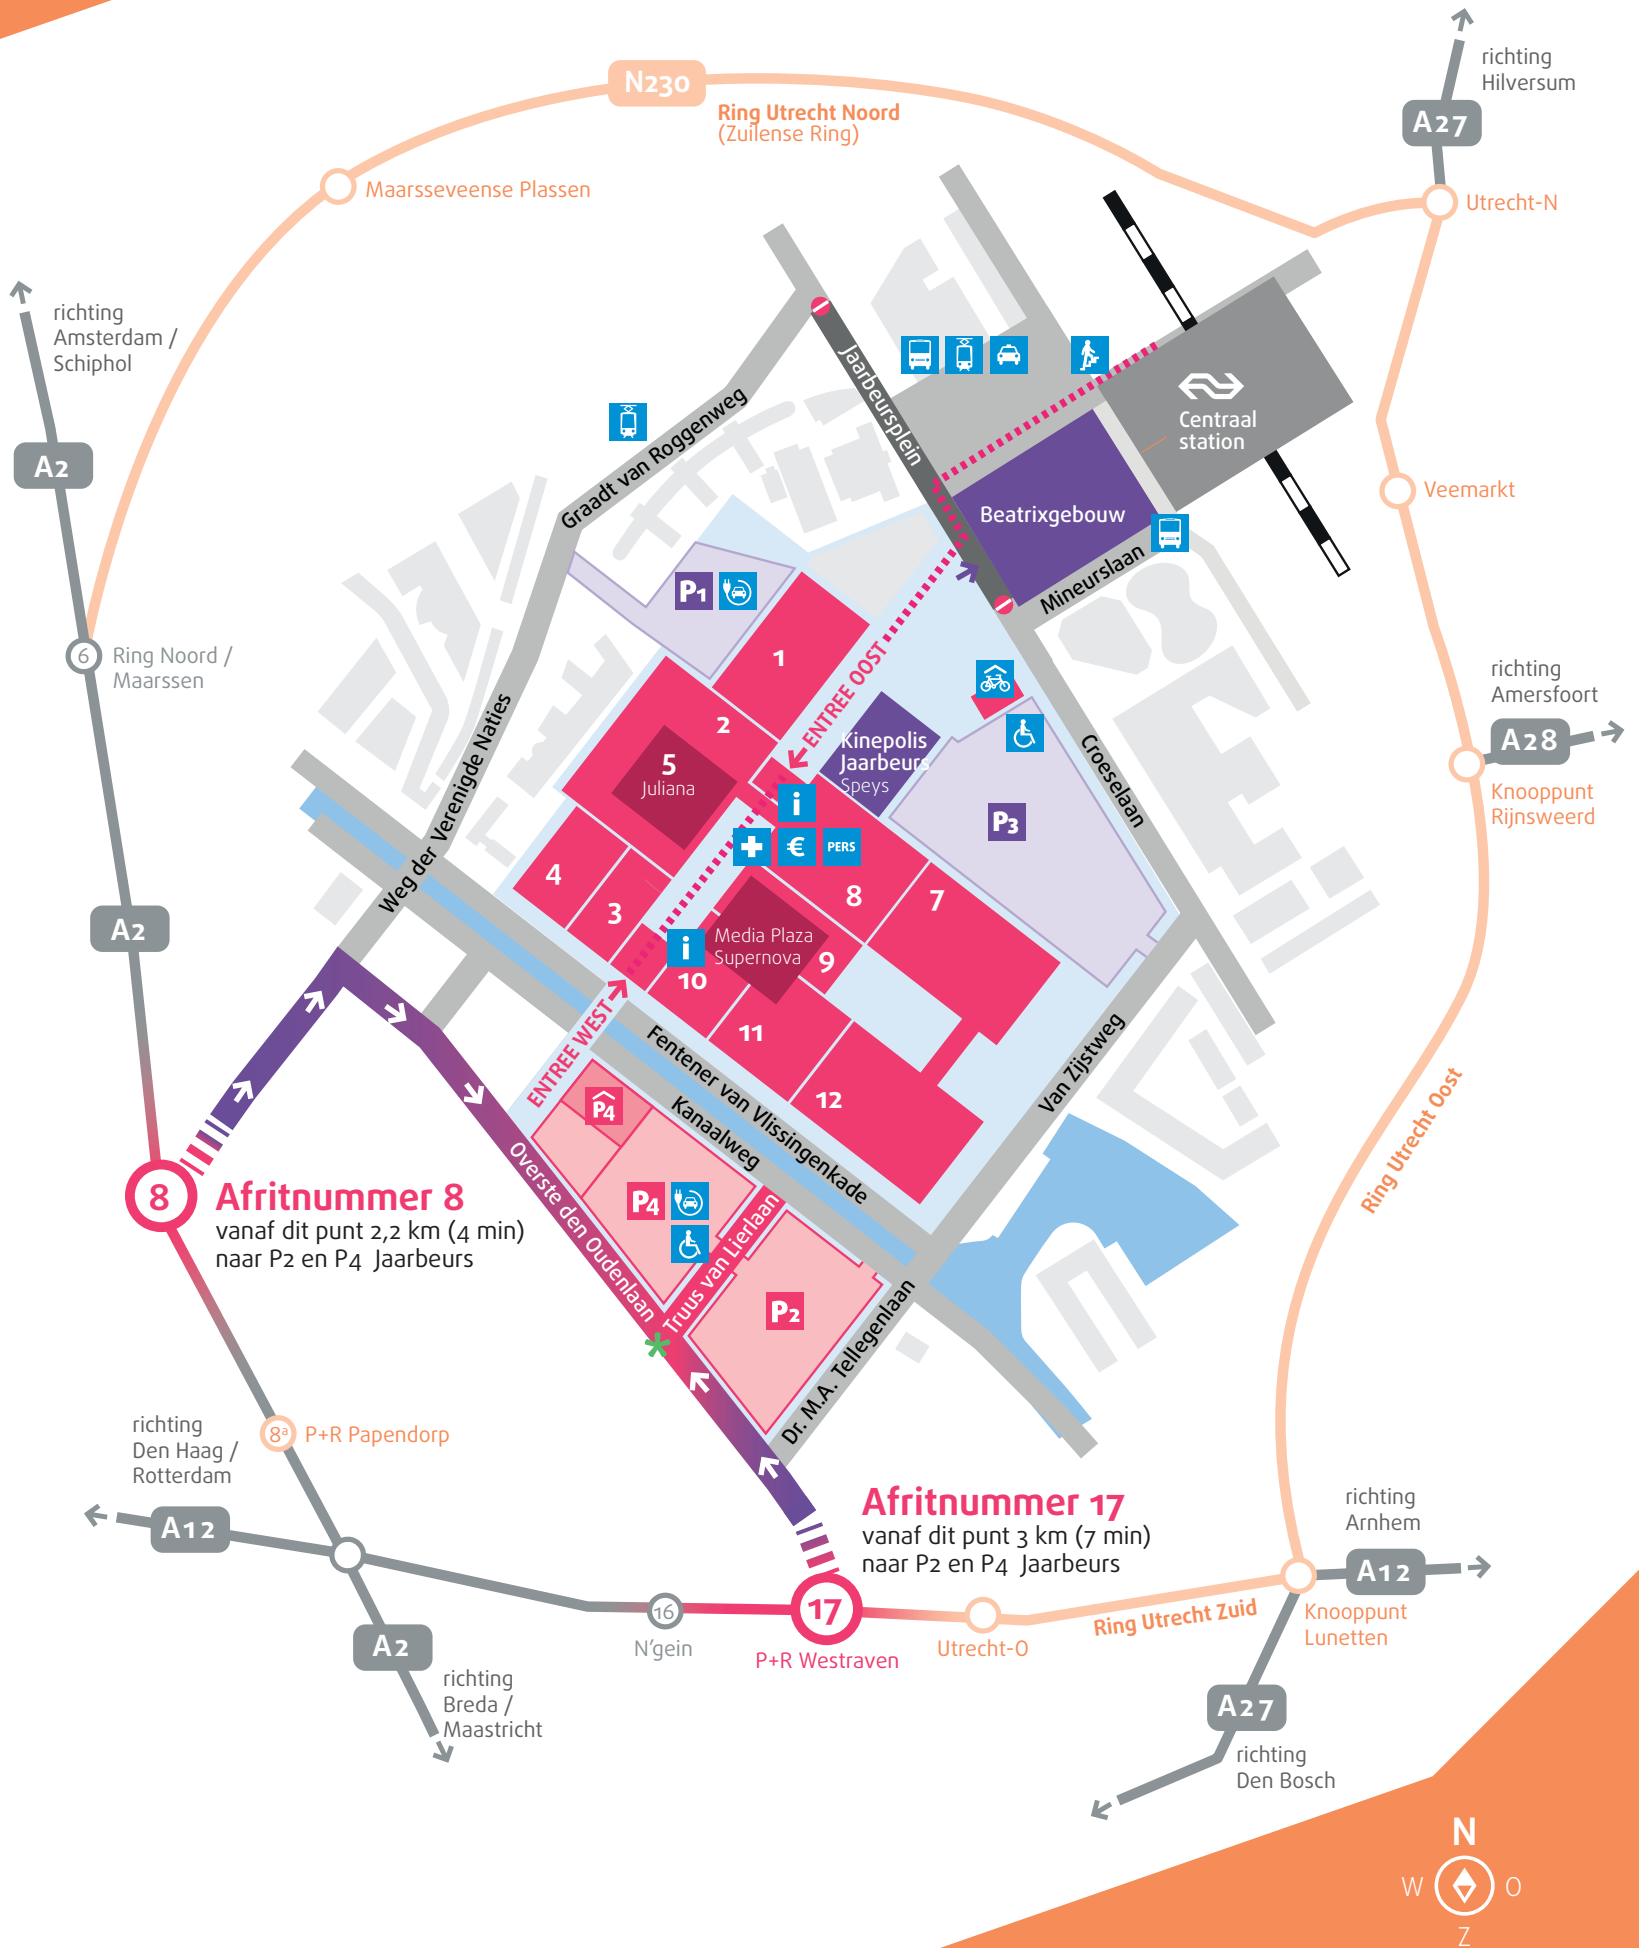 N230
Ring Utrecht Noord
(Zuilense Ring)
richting
Hilversum
A27
Utrecht-N
Maarsseveense Plassen
richting
Amsterdam /
Schiphol
A2
Jaarbeursplein
Centraal
station
Graadt van Roggenweg
Beatrixgebouw
Veemarkt
Mineurslaan
P1
6
Ring Noord /
Maarssen
1
ENTREE OOST
2
5
Juliana
Kinepolis
Jaarbeurs
Speys
Croeselaan
richting
Amersfoort
A28
Knooppunt
Rijnsweerd
Weg der Verenigde Naties
i
P3
€
PERS
4
3
8
7
A2
i
Media Plaza
Supernova
9
10
11
12
ENTREE WEST
Fentener van Vlissingenkade
Kanaalweg
Van Zijstweg
P4
Overste den Oudenlaan
P4
Truus van Lierlaan
P2
Dr. M.A. Tellegenlaan
*
Ring Utrecht Oost
8
Afritnummer 8
vanaf dit punt 2,2 km (4 min)
naar P2 en P4 Jaarbeurs
8a
P+R Papendorp
richting
Den Haag /
Rotterdam
A12
Afritnummer 17
vanaf dit punt 3 km (7 min)
naar P2 en P4 Jaarbeurs
richting
Arnhem
A12
16
N'gein
17
P+R Westraven
Utrecht-O
Ring Utrecht Zuid
Knooppunt
Lunetten
A2
richting
Breda /
Maastricht
A27
richting
Den Bosch
N
W
O
Z